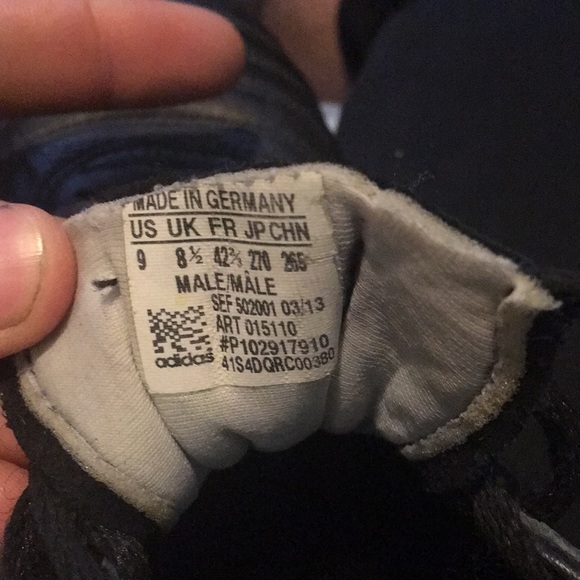 MADE IN GERMANY
US UK FR JP CHN
9 8½ 42⅔ 270 265
MALE/MÂLE
SEF 502001 03/13
ART 015110
#P102917910
adidas 41S4DQRC00380